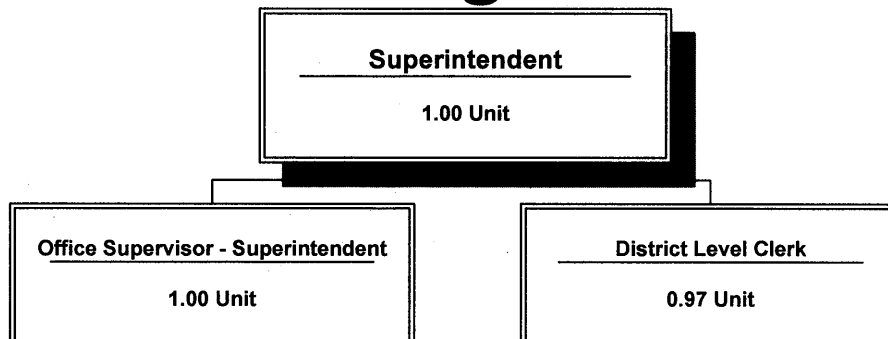 Superintendent
1.00 Unit
Office Supervisor - Superintendent
1.00 Unit
District Level Clerk
0.97 Unit